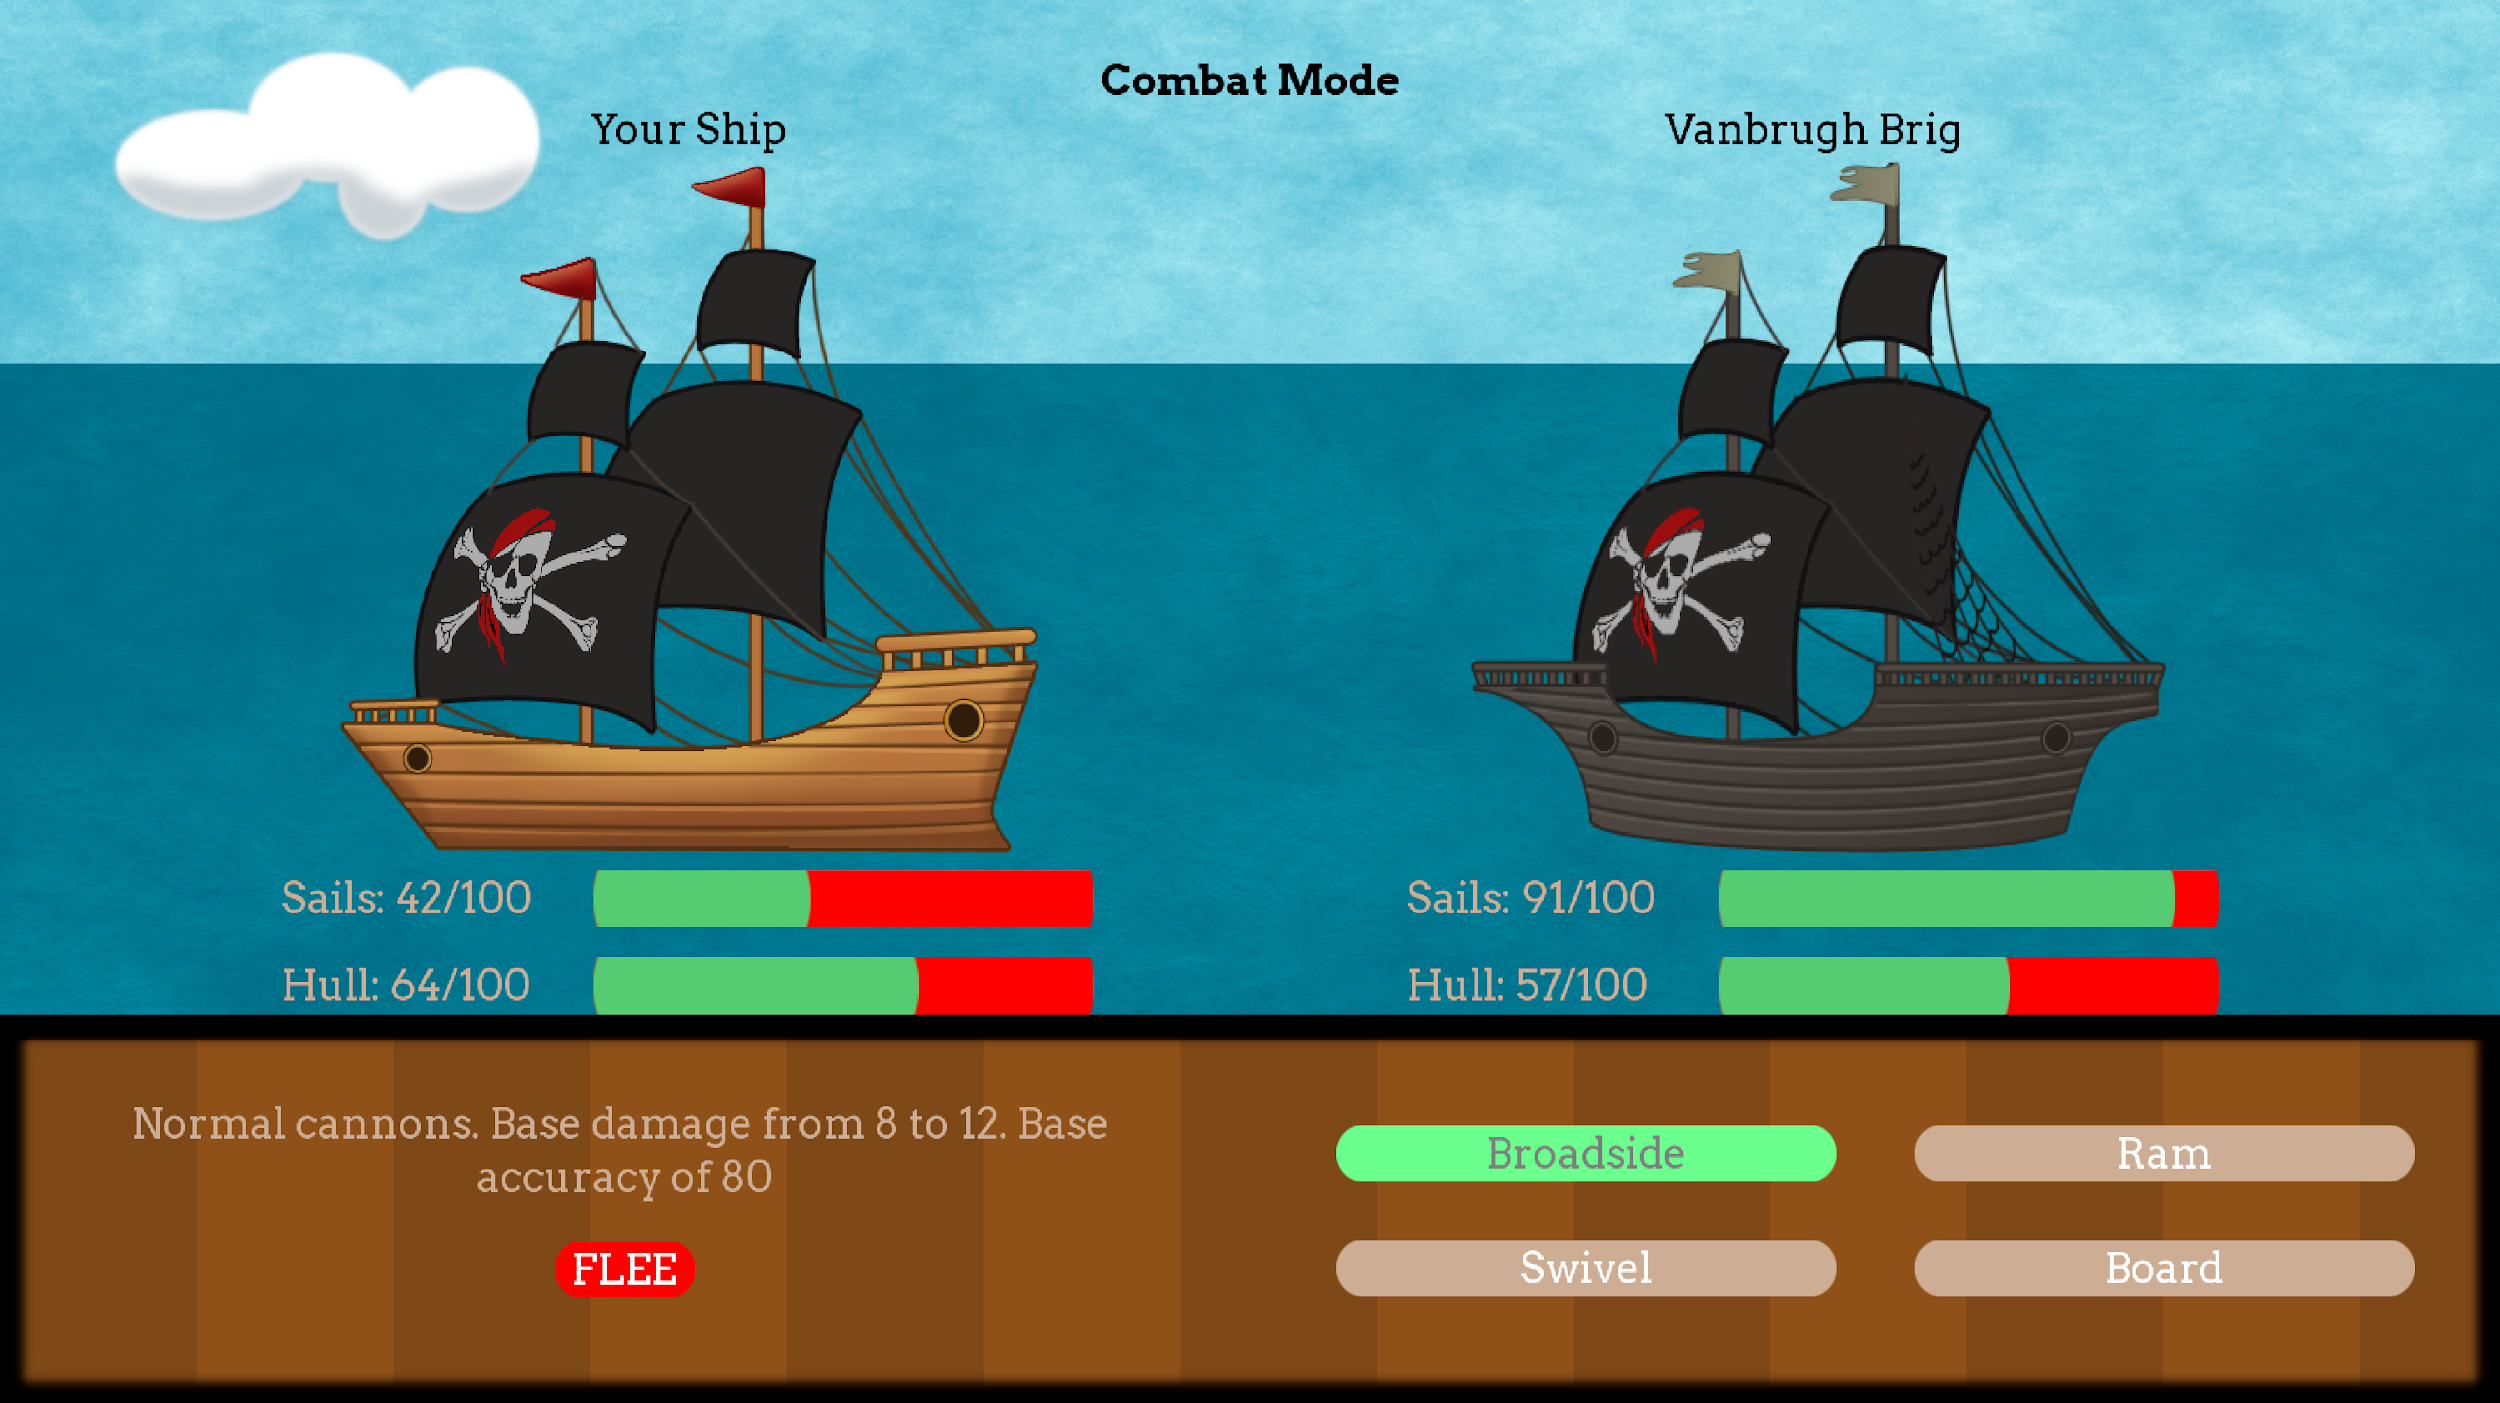 Combat Mode
Your Ship
Vanbrugh Brig
Sails: 42/100
Sails: 91/100
Hull: 64/100
Hull: 57/100
Normal cannons. Base damage from 8 to 12. Base
accuracy of 80
FLEE
Broadside
Ram
Swivel
Board